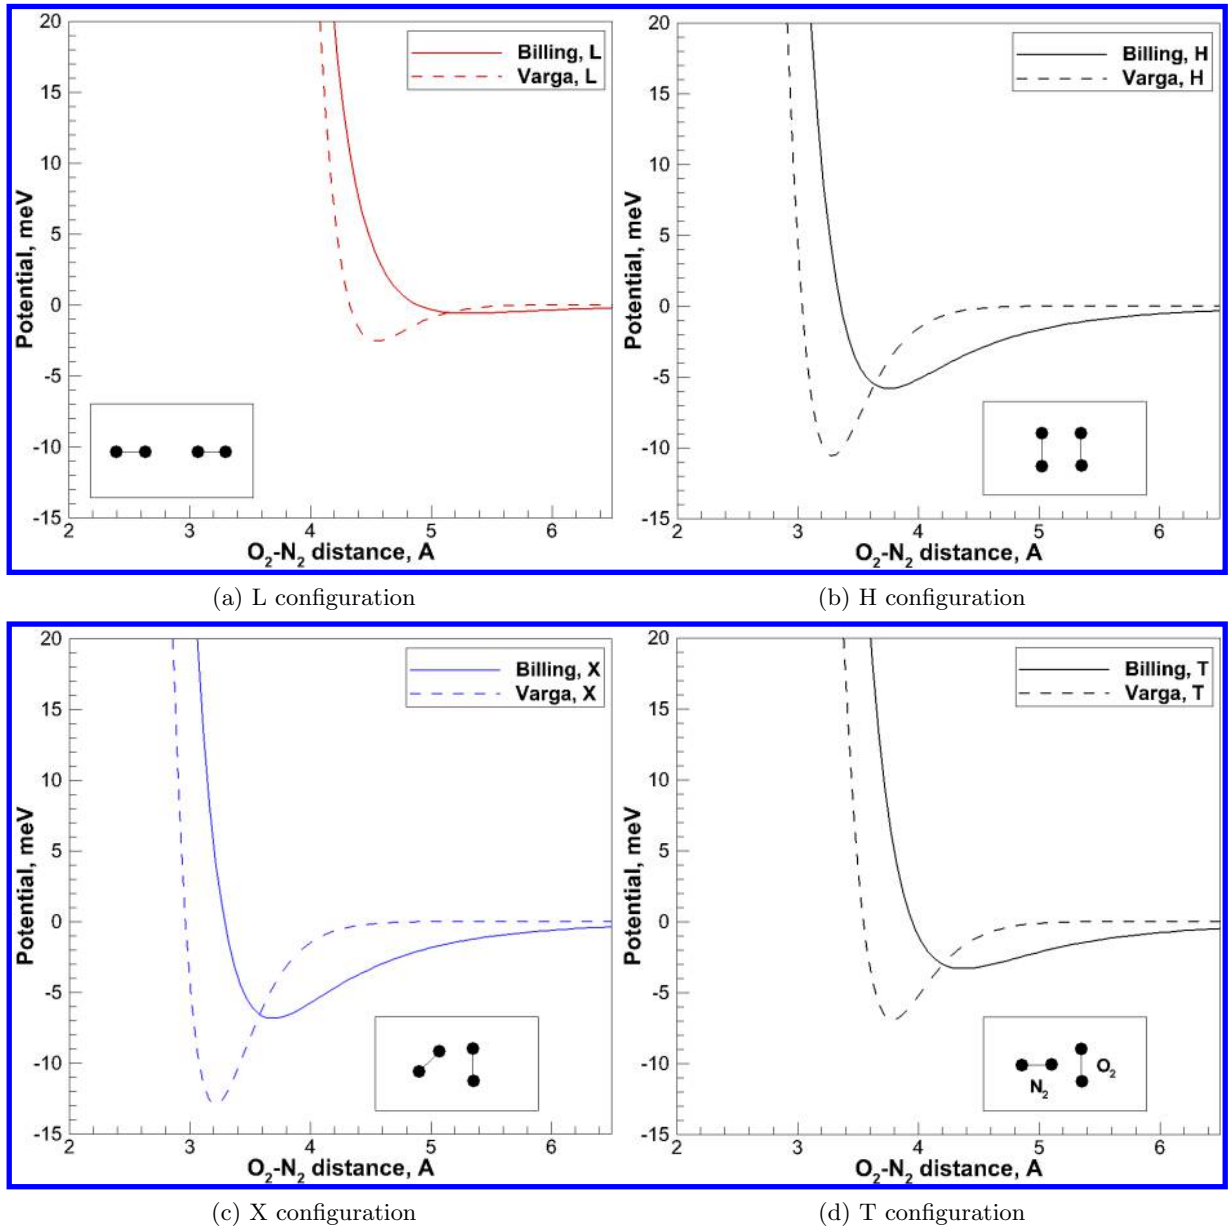 20
15
10
5
0
-5
-10
-15
2
3
4
5
6
Potential, meV
O₂-N₂ distance, A
Billing, L
Varga, L
(a) L configuration
20
15
10
5
0
-5
-10
-15
2
3
4
5
6
Potential, meV
O₂-N₂ distance, A
Billing, H
Varga, H
(b) H configuration
20
15
10
5
0
-5
-10
-15
2
3
4
5
6
Potential, meV
O₂-N₂ distance, A
Billing, X
Varga, X
(c) X configuration
20
15
10
5
0
-5
-10
-15
2
3
4
5
6
Potential, meV
O₂-N₂ distance, A
Billing, T
Varga, T
N₂
O₂
(d) T configuration